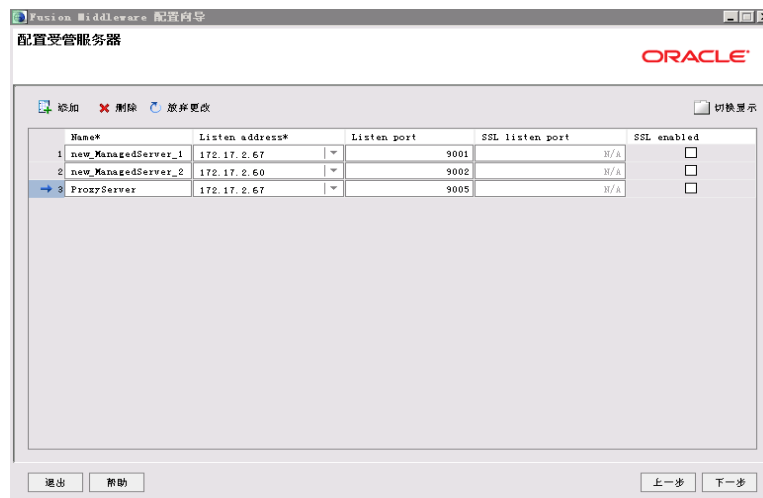 Fusion Middleware 配置向导
配置受管服务器
ORACLE
添加 删除 放弃更改 切换显示
Name* Listen address* Listen port SSL listen port SSL enabled
1 new_ManagedServer_1 172.17.2.67 9001 N/A
2 new_ManagedServer_2 172.17.2.60 9002 N/A
3 ProxyServer 172.17.2.67 9005 N/A
退出 帮助 上一步 下一步